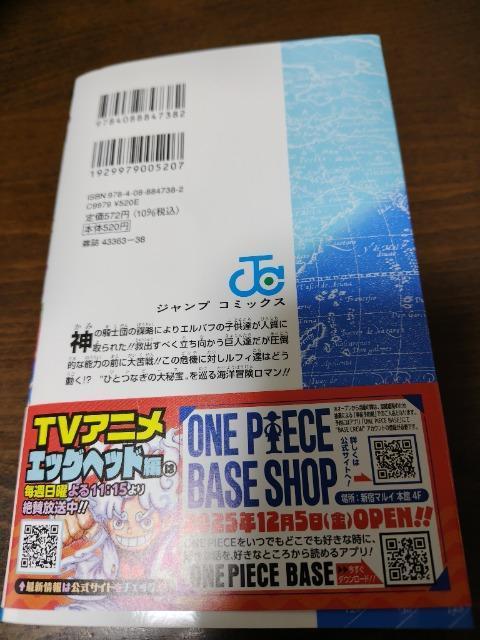 9784088847382
1929979005207
ISBN978-4-08-884738-2
C9979 ¥520E
定価572円(10%税込)
本体520円
雑誌 43363-38
JC
ジャンプ コミックス
神の騎士団の謀略によりエルバフの子供達が人質に
取られた!!救出すべく立ち向かう巨人達だが圧倒
的な能力の前に大苦戦!!この危機に対しルフィ達はどう
動く!? “ひとつなぎの大秘宝”を巡る海洋冒険ロマン!!
TVアニメ
エッグヘッド編は
毎週日曜よる11:15より
絶賛放送中!!
最新情報は公式サイトをチェック
ONE PIECE
BASE SHOP
詳しくは
公式サイトへ!
場所:新宿マルイ 本館 4F
2025年12月5日(金)OPEN!!
ONE PIECEをいつでもどこでも好きな時に、
好きなところから読めるアプリ!
ONE PIECE BASE
今すぐ
ダウンロード!!